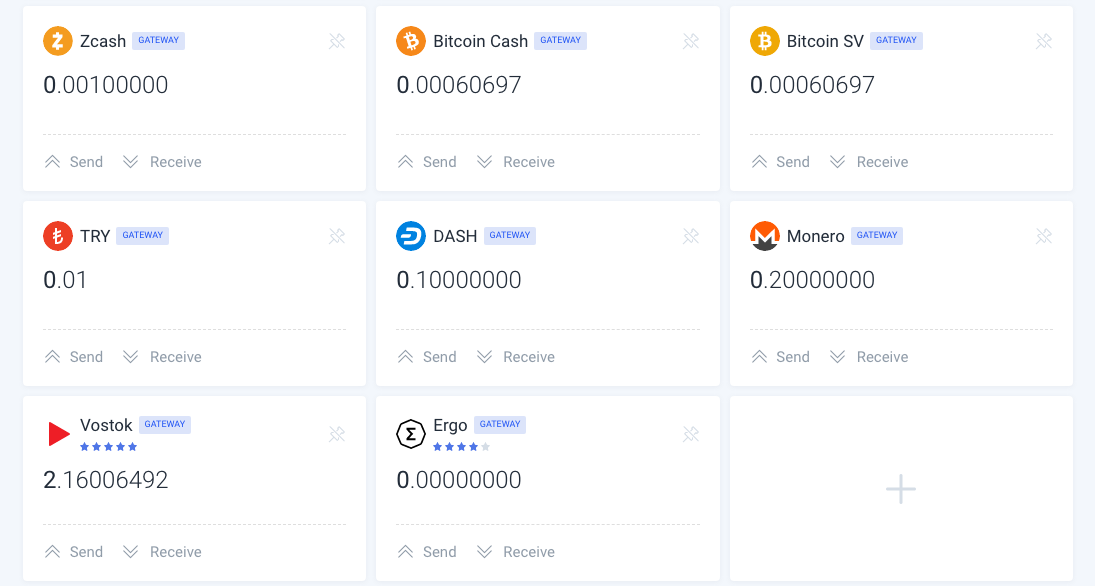 Zcash GATEWAY
0.00100000
Send Receive
Bitcoin Cash GATEWAY
0.00060697
Send Receive
Bitcoin SV GATEWAY
0.00060697
Send Receive
TRY GATEWAY
0.01
Send Receive
DASH GATEWAY
0.10000000
Send Receive
Monero GATEWAY
0.20000000
Send Receive
Vostok GATEWAY
2.16006492
Send Receive
Ergo GATEWAY
0.00000000
Send Receive